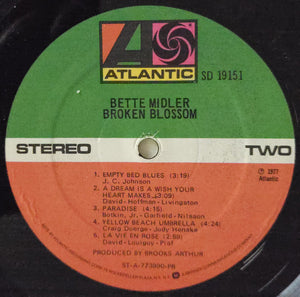 ATLANTIC
SD 19151
BETTE MIDLER
BROKEN BLOSSOM
STEREO
TWO
1. EMPTY BED BLUES (3:19)
J. C. Johnson
2. A DREAM IS A WISH YOUR
HEART MAKES (3:09)
David - Hoffman - Livingston
3. PARADISE (4:15)
Botkin, Jr. - Garfield - Nilsson
4. YELLOW BEACH UMBRELLA (4:24)
Craig Doerge - Judy Henske
5. LA VIE EN ROSE (2:59)
David - Louiguy - Piaf
℗ 1977
Atlantic
PRODUCED BY BROOKS ARTHUR
ST-A-773990-PR